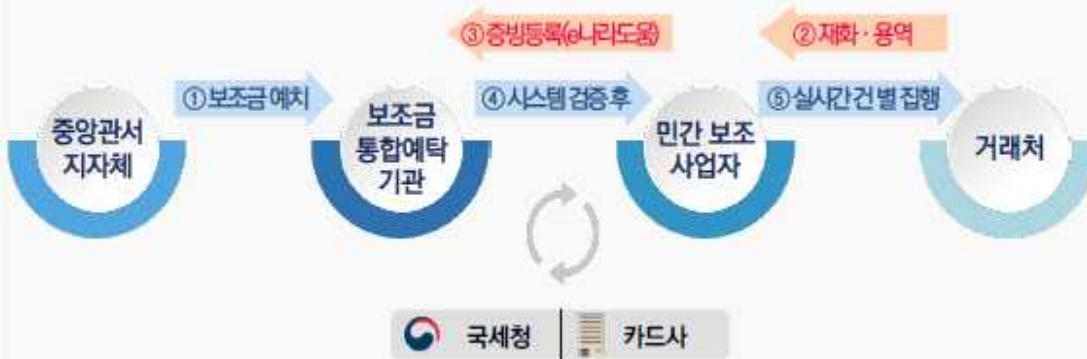 ③ 증빙등록(e나라도움)
② 재화·용역
① 보조금 예치
④ 시스템 검증 후
⑤ 실시간 건 별 집행
중앙관서
지자체
보조금
통합예탁
기관
민간 보조
사업자
거래처
국세청
카드사